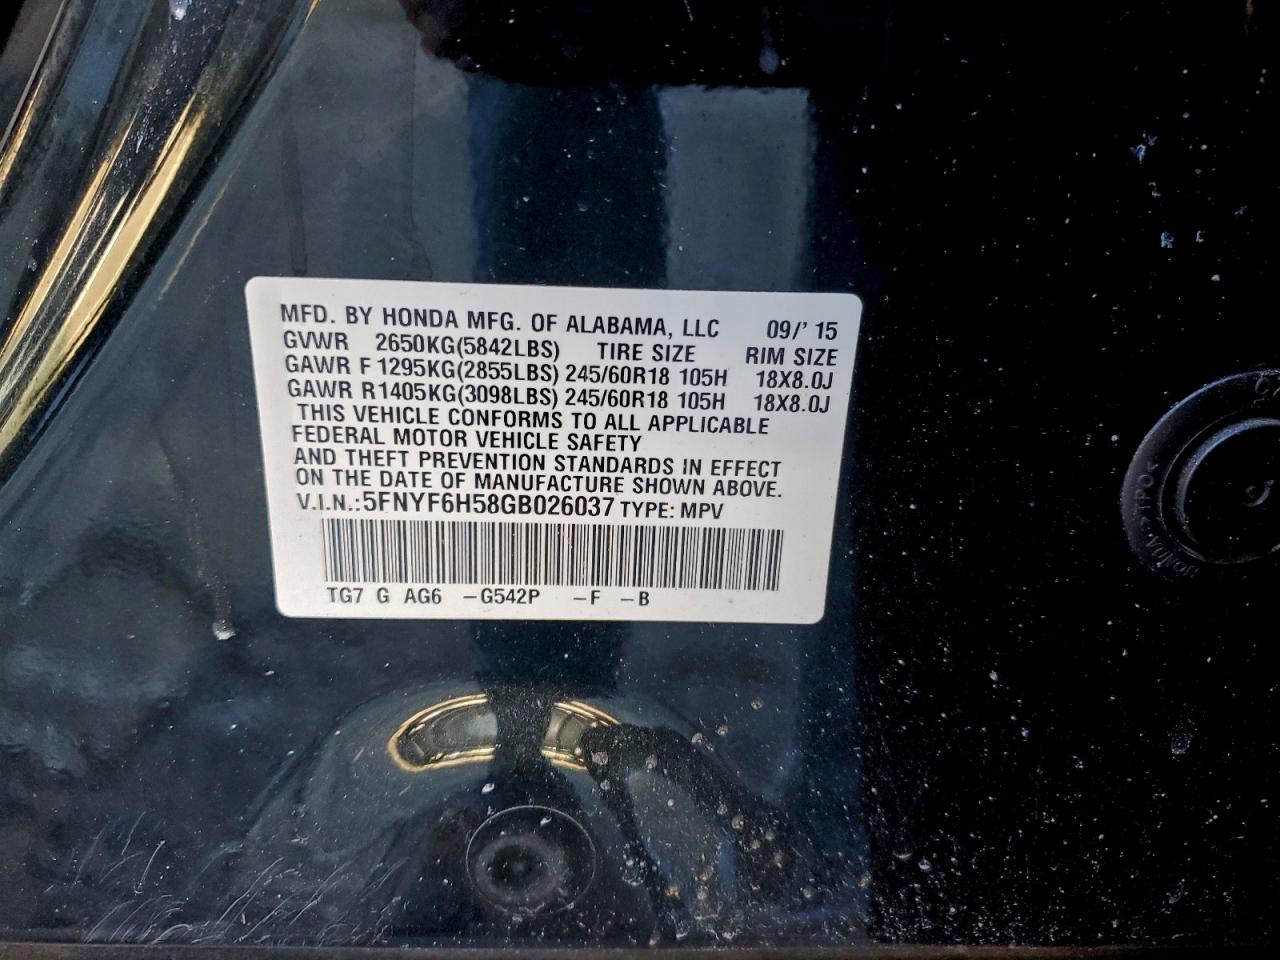 MFD. BY HONDA MFG. OF ALABAMA, LLC 09/' 15
GVWR 2650KG(5842LBS) TIRE SIZE RIM SIZE
GAWR F 1295KG(2855LBS) 245/60R18 105H 18X8.0J
GAWR R 1405KG(3098LBS) 245/60R18 105H 18X8.0J
THIS VEHICLE CONFORMS TO ALL APPLICABLE
FEDERAL MOTOR VEHICLE SAFETY
AND THEFT PREVENTION STANDARDS IN EFFECT
ON THE DATE OF MANUFACTURE SHOWN ABOVE.
V.I.N.:5FNYF6H58GB026037 TYPE: MPV
TG7 G AG6 -G542P -F -B
HONDA